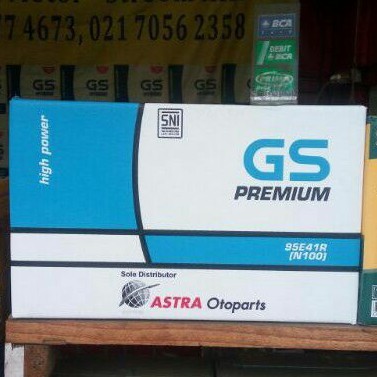 77 4673, 021 7056 2358
BCA
DEBIT
BCA
GS
GS
GS
high power
SNI
GS
PREMIUM
95E41R
(N100)
Sole Distributor
ASTRA Otoparts